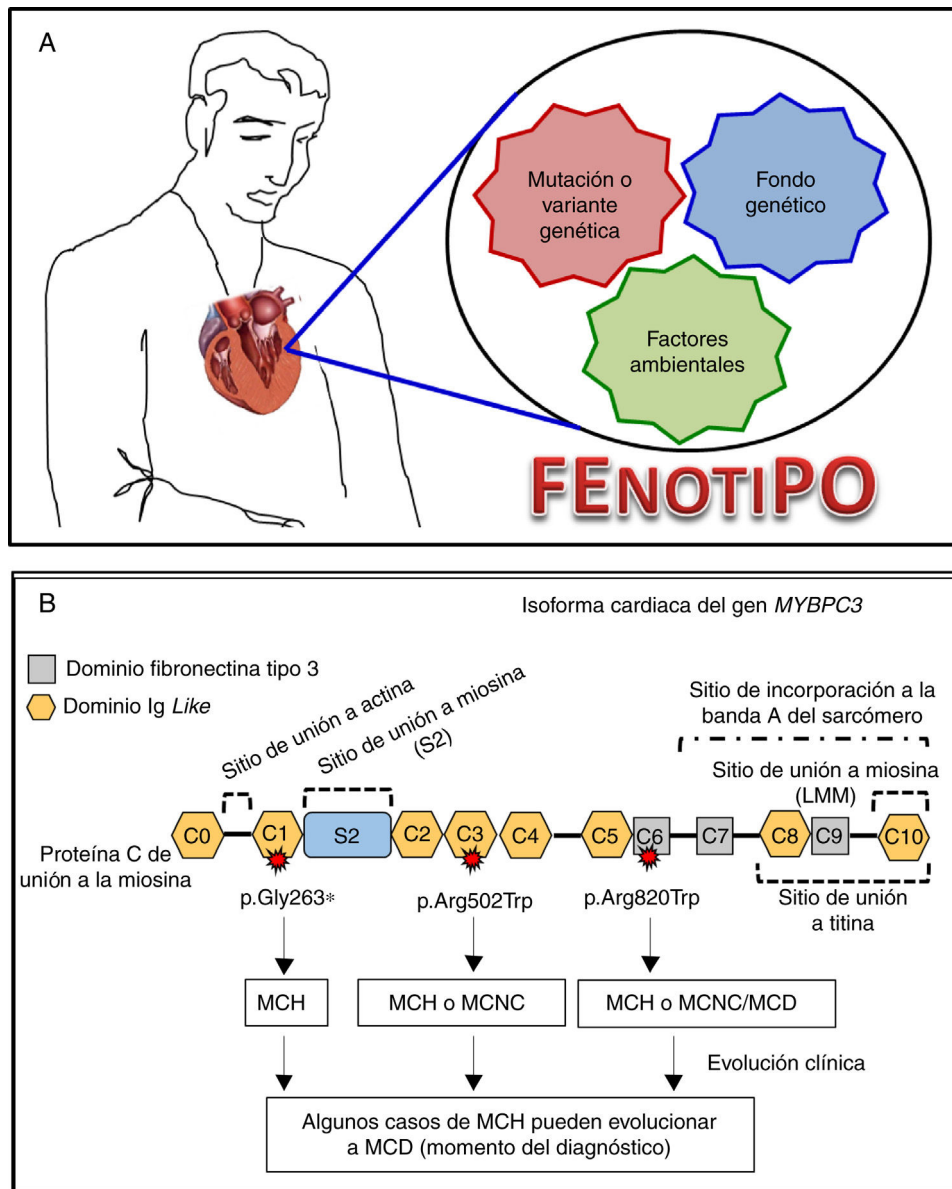 A
Mutación o
variante
genética
Fondo
genético
Factores
ambientales
FENOTIPO
B
Isoforma cardiaca del gen MYBPC3
Dominio fibronectina tipo 3
Dominio Ig Like
Sitio de unión a actina
Sitio de unión a miosina
(S2)
Sitio de incorporación a la
banda A del sarcómero
Sitio de unión a miosina
(LMM)
C0
C1
S2
C2
C3
C4
C5
C6
C7
C8
C9
C10
Proteína C de
unión a la miosina
Sitio de unión
a titina
p.Gly263*
p.Arg502Trp
p.Arg820Trp
MCH
MCH o MCNC
MCH o MCNC/MCD
Evolución clínica
Algunos casos de MCH pueden evolucionar
a MCD (momento del diagnóstico)